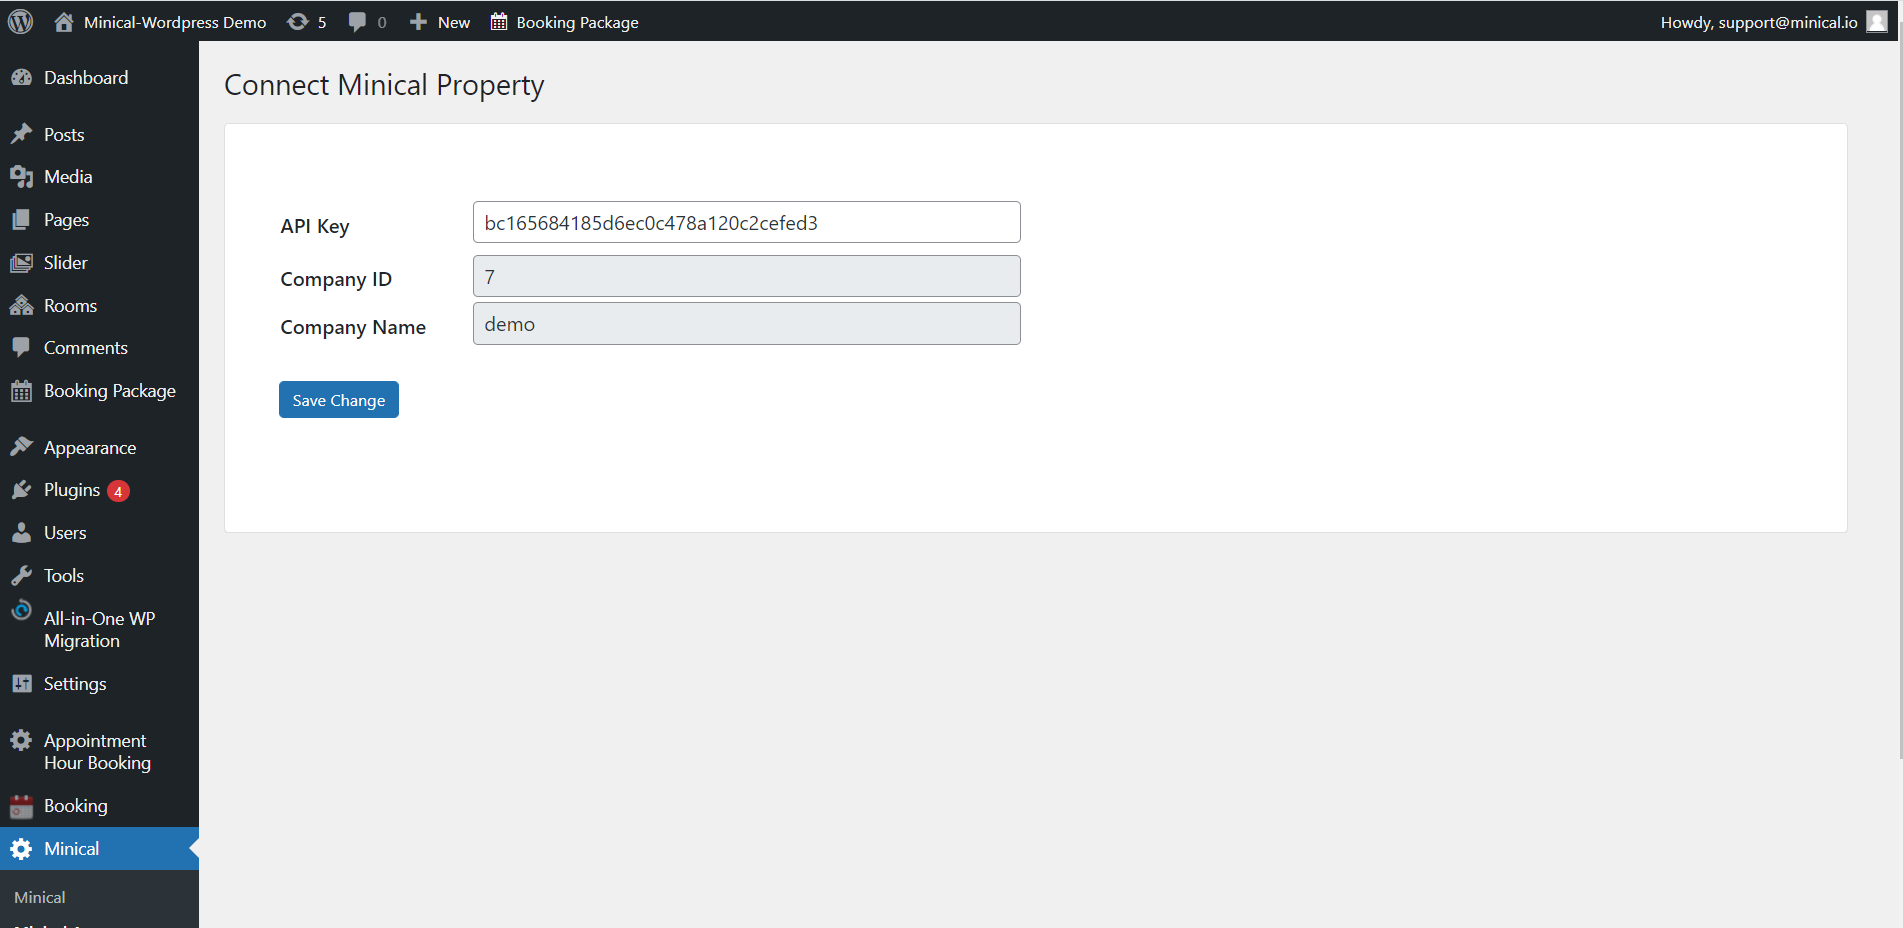 Minical-Wordpress Demo 5 0 New Booking Package Howdy, support@minical.io
Dashboard
Posts
Media
Pages
Slider
Rooms
Comments
Booking Package
Appearance
Plugins 4
Users
Tools
All-in-One WP
Migration
Settings
Appointment
Hour Booking
Booking
Minical
Minical
Connect Minical Property
API Key bc165684185d6ec0c478a120c2cefed3
Company ID 7
Company Name demo
Save Change